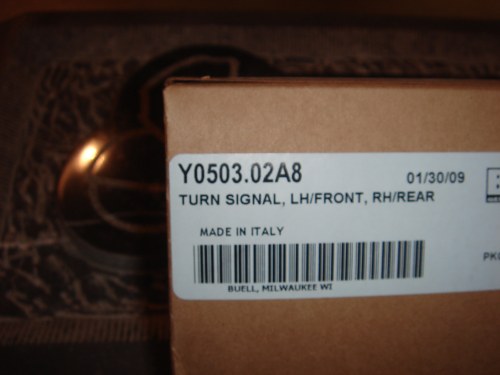 Y0503.02A8 01/30/09
TURN SIGNAL, LH/FRONT, RH/REAR
MADE IN ITALY
BUELL, MILWAUKEE WI